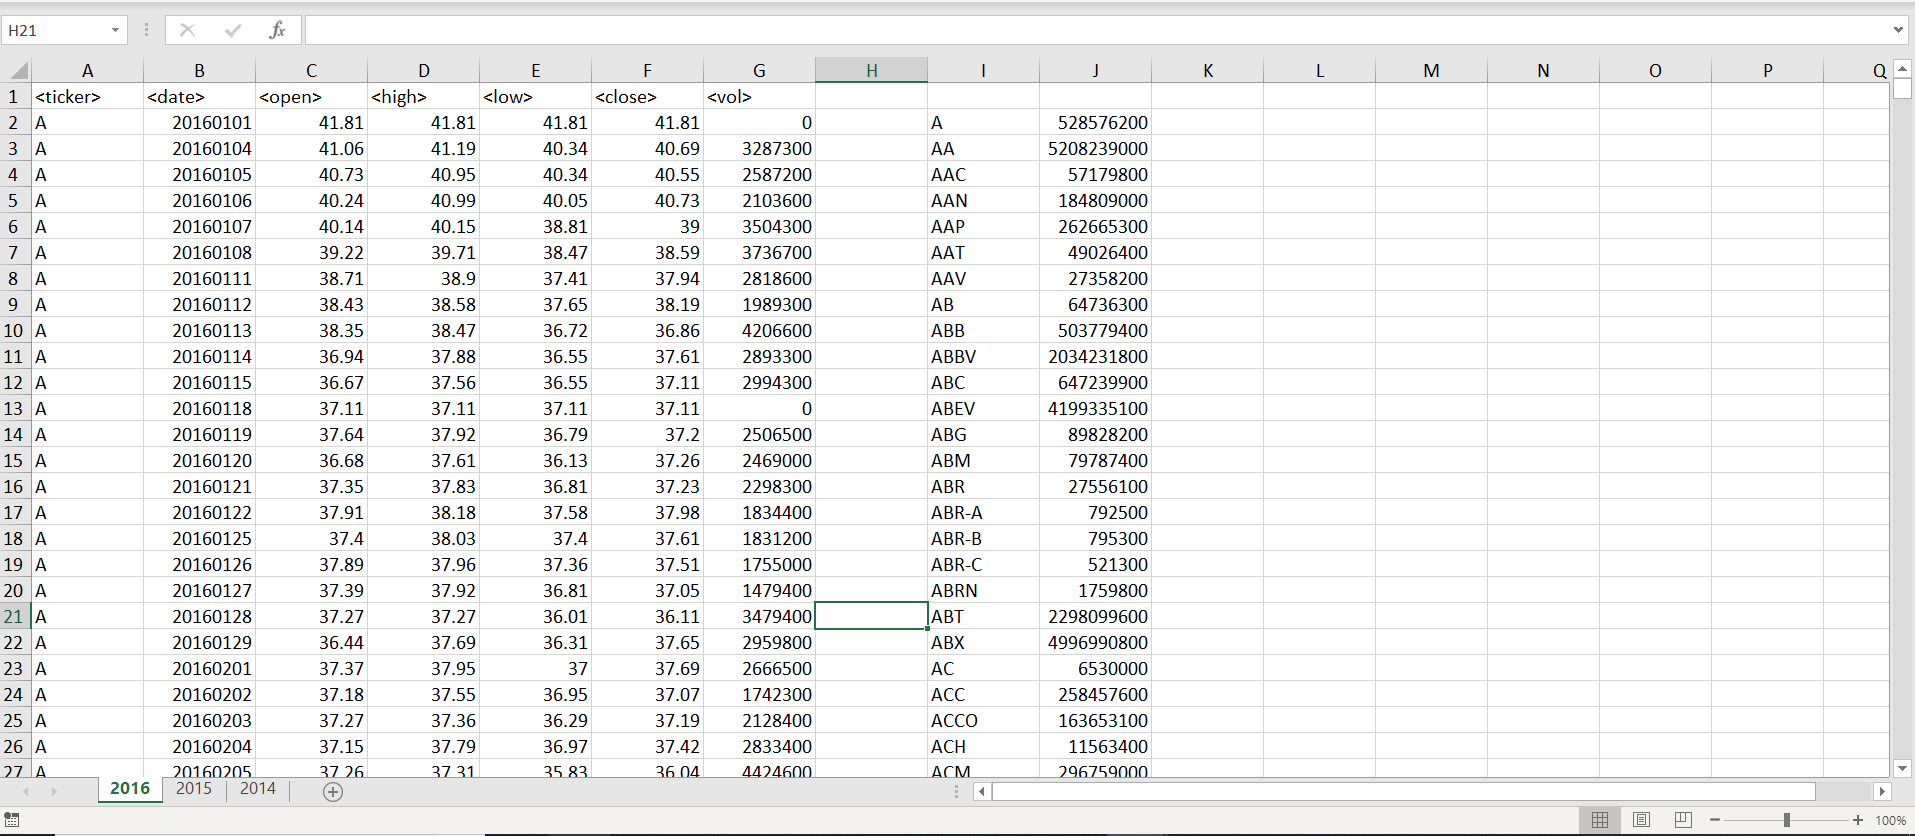 H21 fx
A B C D E F G H I J K L M N O P Q
1 <ticker> <date> <open> <high> <low> <close> <vol>
2 A 20160101 41.81 41.81 41.81 41.81 0 A 528576200
3 A 20160104 41.06 41.19 40.34 40.69 3287300 AA 5208239000
4 A 20160105 40.73 40.95 40.34 40.55 2587200 AAC 57179800
5 A 20160106 40.24 40.99 40.05 40.73 2103600 AAN 184809000
6 A 20160107 40.14 40.15 38.81 39 3504300 AAP 262665300
7 A 20160108 39.22 39.71 38.47 38.59 3736700 AAT 49026400
8 A 20160111 38.71 38.9 37.41 37.94 2818600 AAV 27358200
9 A 20160112 38.43 38.58 37.65 38.19 1989300 AB 64736300
10 A 20160113 38.35 38.47 36.72 36.86 4206600 ABB 503779400
11 A 20160114 36.94 37.88 36.55 37.61 2893300 ABBV 2034231800
12 A 20160115 36.67 37.56 36.55 37.11 2994300 ABC 647239900
13 A 20160118 37.11 37.11 37.11 37.11 0 ABEV 4199335100
14 A 20160119 37.64 37.92 36.79 37.2 2506500 ABG 89828200
15 A 20160120 36.68 37.61 36.13 37.26 2469000 ABM 79787400
16 A 20160121 37.35 37.83 36.81 37.23 2298300 ABR 27556100
17 A 20160122 37.91 38.18 37.58 37.98 1834400 ABR-A 792500
18 A 20160125 37.4 38.03 37.4 37.61 1831200 ABR-B 795300
19 A 20160126 37.89 37.96 37.36 37.51 1755000 ABR-C 521300
20 A 20160127 37.39 37.92 36.81 37.05 1479400 ABRN 1759800
21 A 20160128 37.27 37.27 36.01 36.11 3479400 ABT 2298099600
22 A 20160129 36.44 37.69 36.31 37.65 2959800 ABX 4996990800
23 A 20160201 37.37 37.95 37 37.69 2666500 AC 6530000
24 A 20160202 37.18 37.55 36.95 37.07 1742300 ACC 258457600
25 A 20160203 37.27 37.36 36.29 37.19 2128400 ACCO 163653100
26 A 20160204 37.15 37.79 36.97 37.42 2833400 ACH 11563400
27 A 20160205 37.26 37.31 35.83 36.04 4424600 ACM 296759000
2016 2015 2014
100%